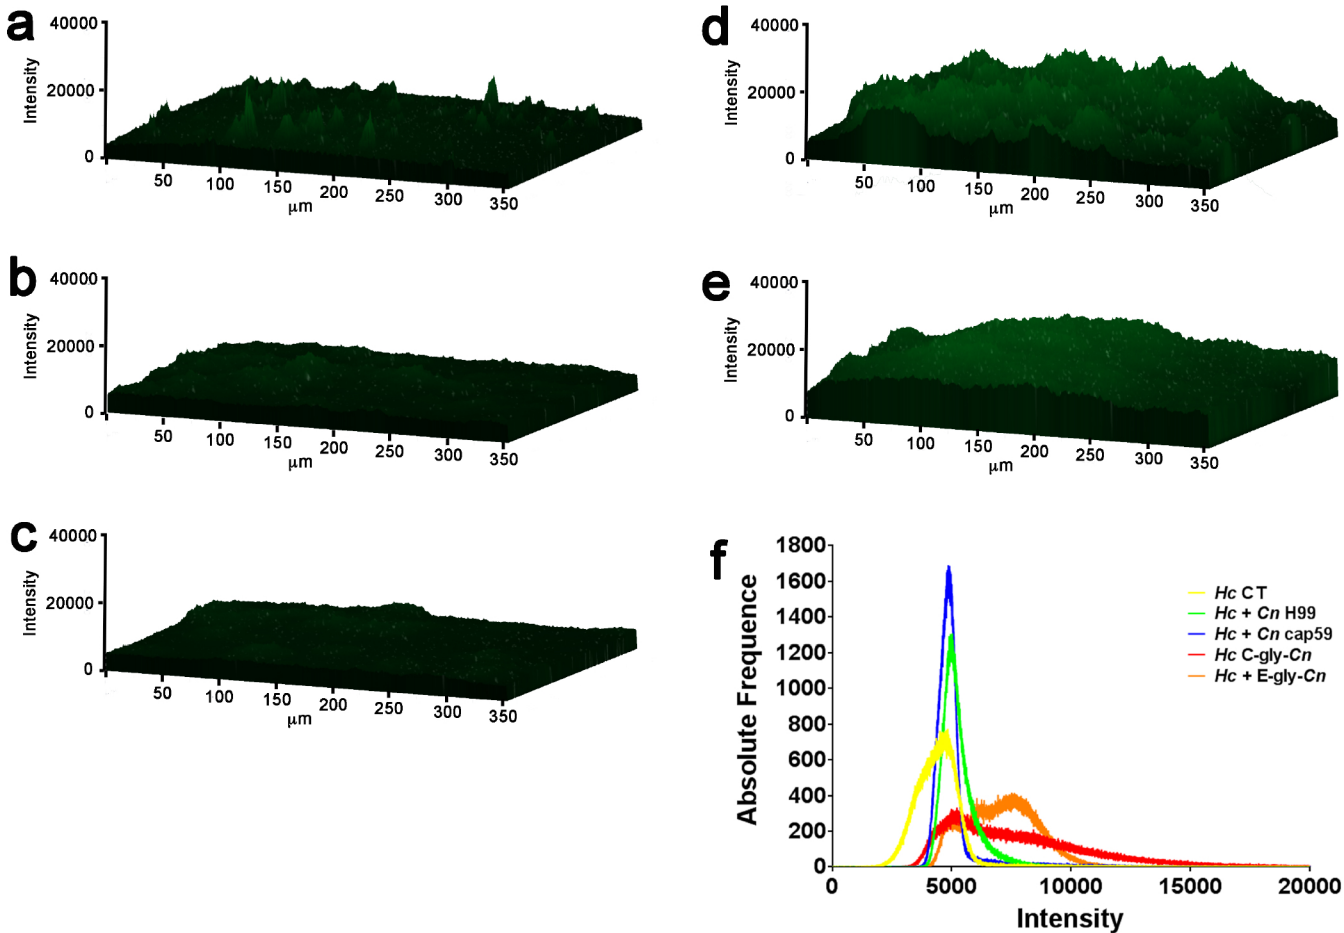 a
40000
20000
0
Intensity
50
100
150
200
250
300
350
μm
b
40000
20000
0
Intensity
50
100
150
200
250
300
350
μm
c
40000
20000
0
Intensity
50
100
150
200
250
300
350
μm
d
40000
20000
0
Intensity
50
100
150
200
250
300
350
μm
e
40000
20000
0
Intensity
50
100
150
200
250
300
350
μm
f
1800
1600
1400
1200
1000
800
600
400
200
0
Absolute Frequency
Hc CT
Hc + Cn H99
Hc + Cn cap59
Hc C-gly-Cn
Hc + E-gly-Cn
0 5000 10000 15000 20000
Intensity